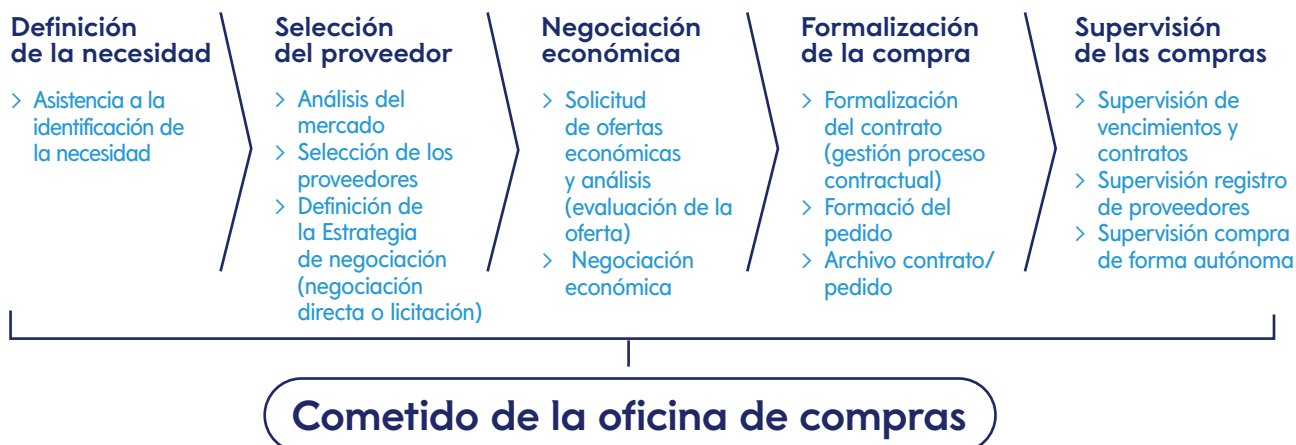 Definición
de la necesidad
> Asistencia a la
identificación de
la necesidad
Selección
del proveedor
> Análisis del
mercado
> Selección de los
proveedores
> Definición de
la Estrategia
de negociación
(negociación
directa o licitación)
Negociación
económica
> Solicitud
de ofertas
económicas
y análisis
(evaluación de la
oferta)
> Negociación
económica
Formalización
de la compra
> Formalización
del contrato
(gestión proceso
contractual)
> Formació del
pedido
> Archivo contrato/
pedido
Supervisión
de las compras
> Supervisión de
vencimientos y
contratos
> Supervisión registro
de proveedores
> Supervisión compra
de forma autónoma
Cometido de la oficina de compras